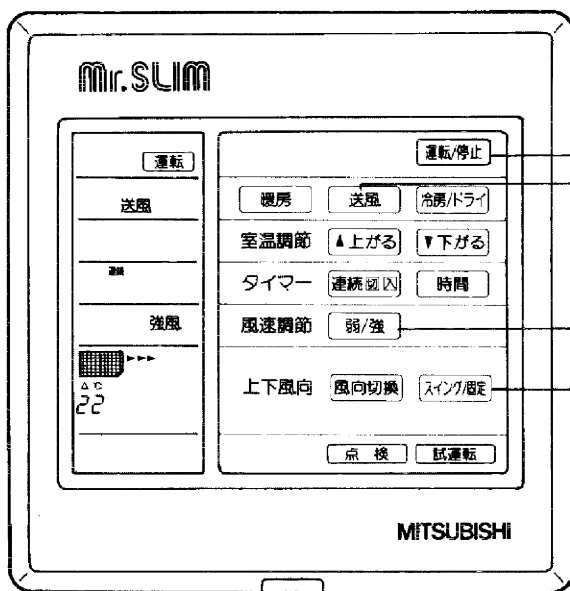 Mr.SLIM
運転
運転/停止
送風
暖房 送風 冷房/ドライ
室温調節 ▲上がる ▼下がる
連続
タイマー 連続 切 入 時間
強風
風速調節 弱/強
△℃
22
上下風向 風向切換 スイング/固定
点検 試運転
MITSUBISHI